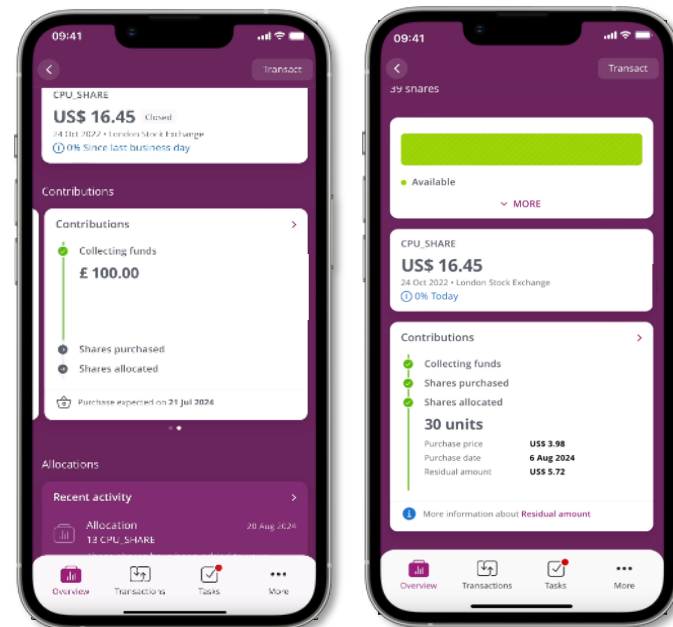 09:41
Transact
CPU_SHARE
US$ 16.45 Closed
24 Oct 2022 • London Stock Exchange
0% Since last business day
Contributions
Contributions
Collecting funds
£ 100.00
Shares purchased
Shares allocated
Purchase expected on 21 Jul 2024
Allocations
Recent activity
Allocation
20 Aug 2024
13 CPU_SHARE
Overview
Transactions
Tasks
More
09:41
Transact
39 shares
Available
MORE
CPU_SHARE
US$ 16.45
24 Oct 2022 • London Stock Exchange
0% Today
Contributions
Collecting funds
Shares purchased
Shares allocated
30 units
Purchase price US$ 3.98
Purchase date 6 Aug 2024
Residual amount US$ 5.72
More information about Residual amount
Overview
Transactions
Tasks
More